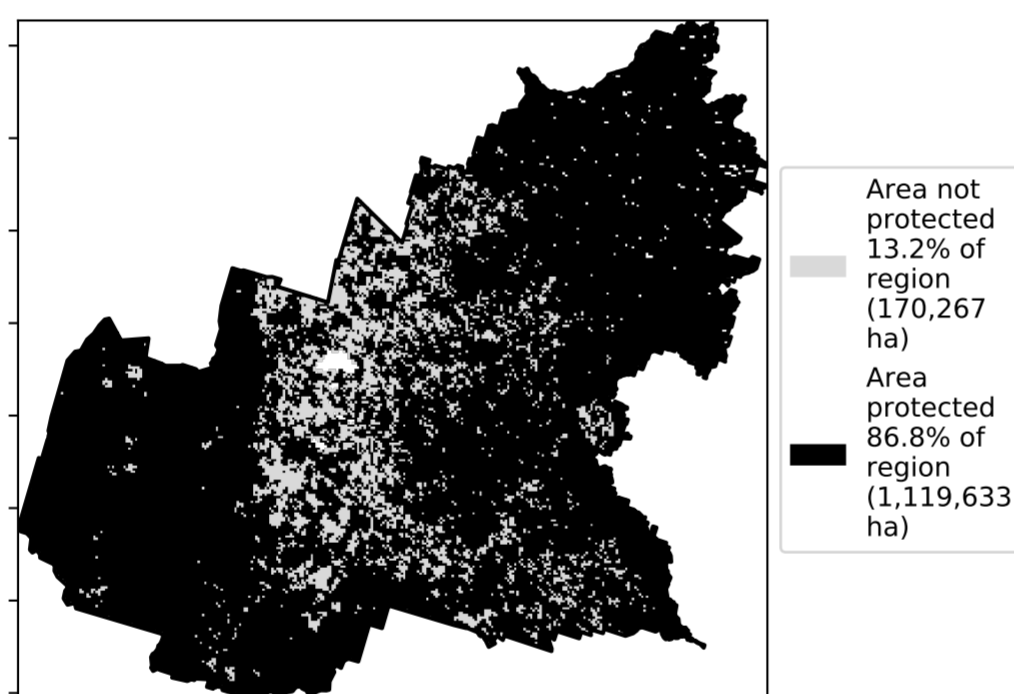 Area not
protected
13.2% of
region
(170,267
ha)
Area
protected
86.8% of
region
(1,119,633
ha)